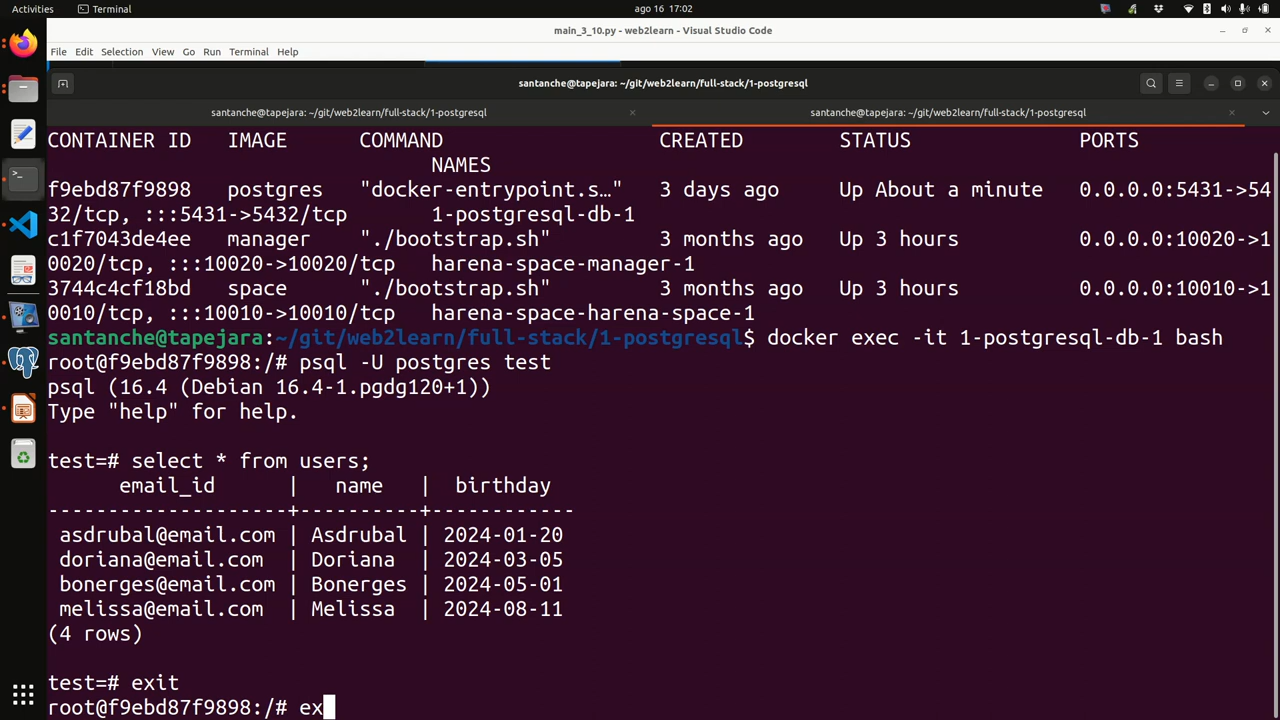 Activities Terminal ago 16 17:02
main_3_10.py - web2learn - Visual Studio Code
File Edit Selection View Go Run Terminal Help
santanche@tapejara: ~/git/web2learn/full-stack/1-postgresql
santanche@tapejara: ~/git/web2learn/full-stack/1-postgresql santanche@tapejara: ~/git/web2learn/full-stack/1-postgresql
CONTAINER ID IMAGE COMMAND CREATED STATUS PORTS
NAMES
f9ebd87f9898 postgres "docker-entrypoint.s…" 3 days ago Up About a minute 0.0.0.0:5431->54
32/tcp, :::5431->5432/tcp 1-postgresql-db-1
c1f7043de4ee manager "./bootstrap.sh" 3 months ago Up 3 hours 0.0.0.0:10020->1
0020/tcp, :::10020->10020/tcp harena-space-manager-1
3744c4cf18bd space "./bootstrap.sh" 3 months ago Up 3 hours 0.0.0.0:10010->1
0010/tcp, :::10010->10010/tcp harena-space-harena-space-1
santanche@tapejara:~/git/web2learn/full-stack/1-postgresql$ docker exec -it 1-postgresql-db-1 bash
root@f9ebd87f9898:/# psql -U postgres test
psql (16.4 (Debian 16.4-1.pgdg120+1))
Type "help" for help.
test=# select * from users;
email_id | name | birthday
--------------------+----------+------------
asdrubal@email.com | Asdrubal | 2024-01-20
doriana@email.com | Doriana | 2024-03-05
bonerges@email.com | Bonerges | 2024-05-01
melissa@email.com | Melissa | 2024-08-11
(4 rows)
test=# exit
root@f9ebd87f9898:/# ex